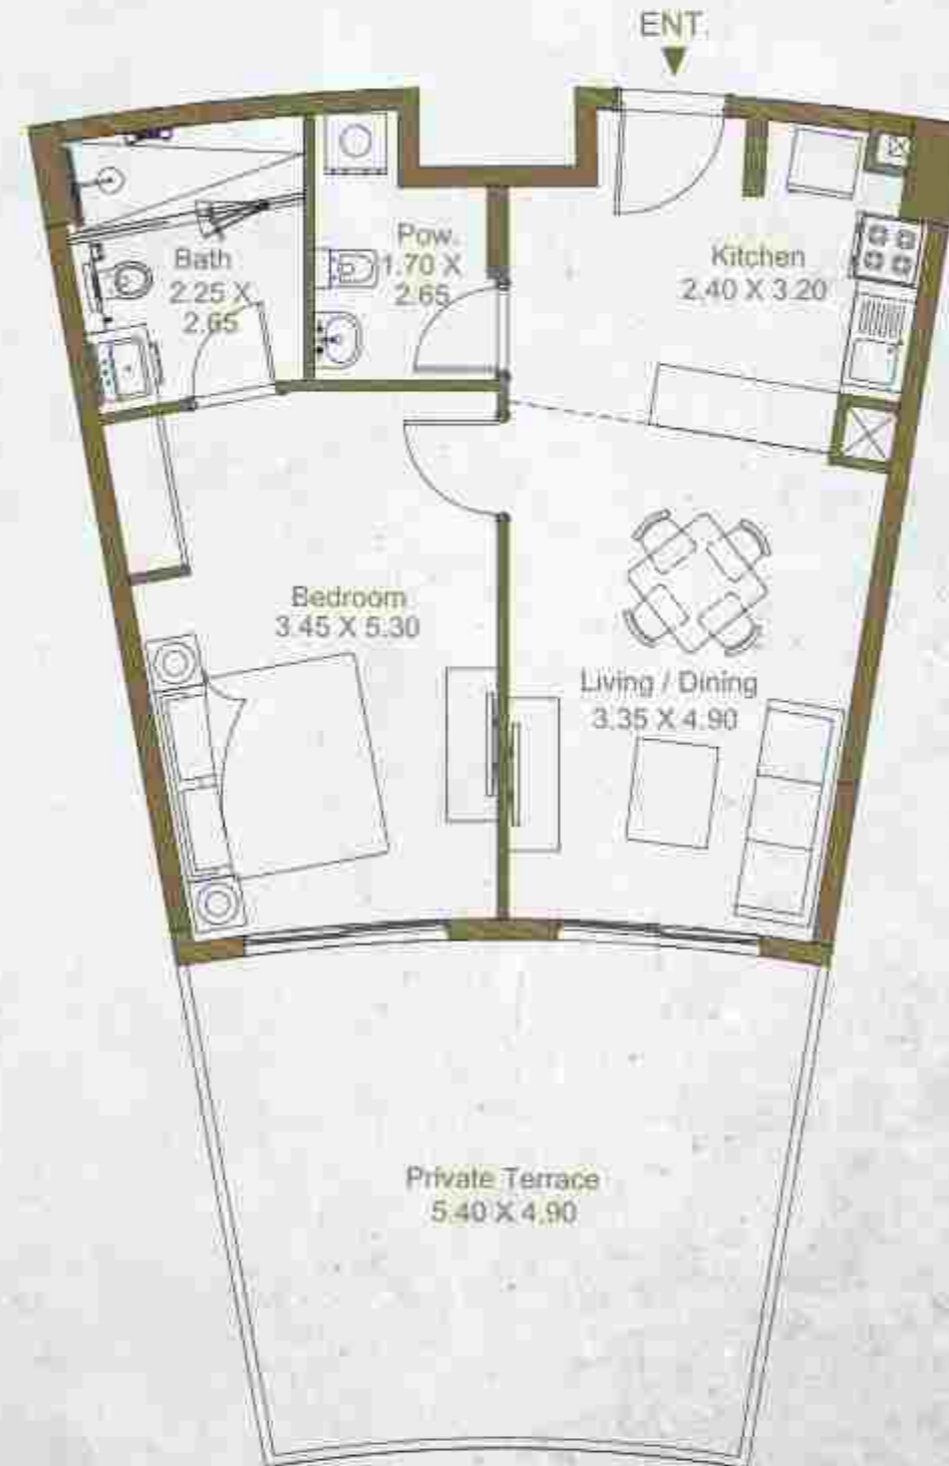 ENT.
Bath
2.25 X
2.65
Pow.
1.70 X
2.65
Kitchen
2.40 X 3.20
Bedroom
3.45 X 5.30
Living / Dining
3.35 X 4.90
Private Terrace
5.40 X 4.90